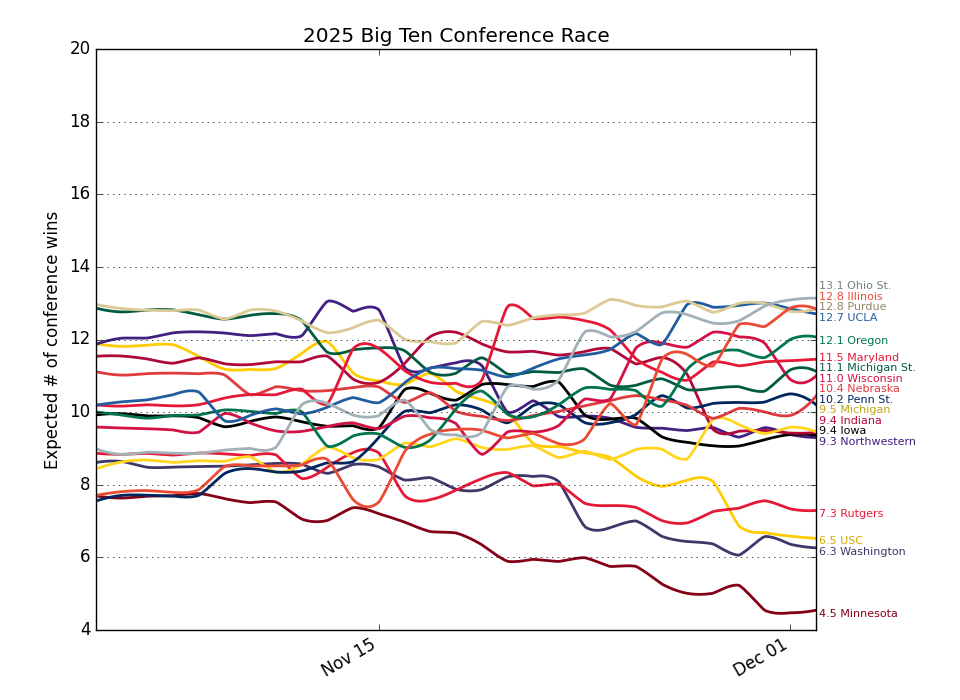 2025 Big Ten Conference Race
Expected # of conference wins
20
18
16
14
12
10
8
6
4
Nov 15
Dec 01
13.1 Ohio St.
12.8 Illinois
12.8 Purdue
12.7 UCLA
12.1 Oregon
11.5 Maryland
11.1 Michigan St.
11.0 Wisconsin
10.4 Nebraska
10.2 Penn St.
9.5 Michigan
9.4 Indiana
9.4 Iowa
9.3 Northwestern
7.3 Rutgers
6.5 USC
6.3 Washington
4.5 Minnesota